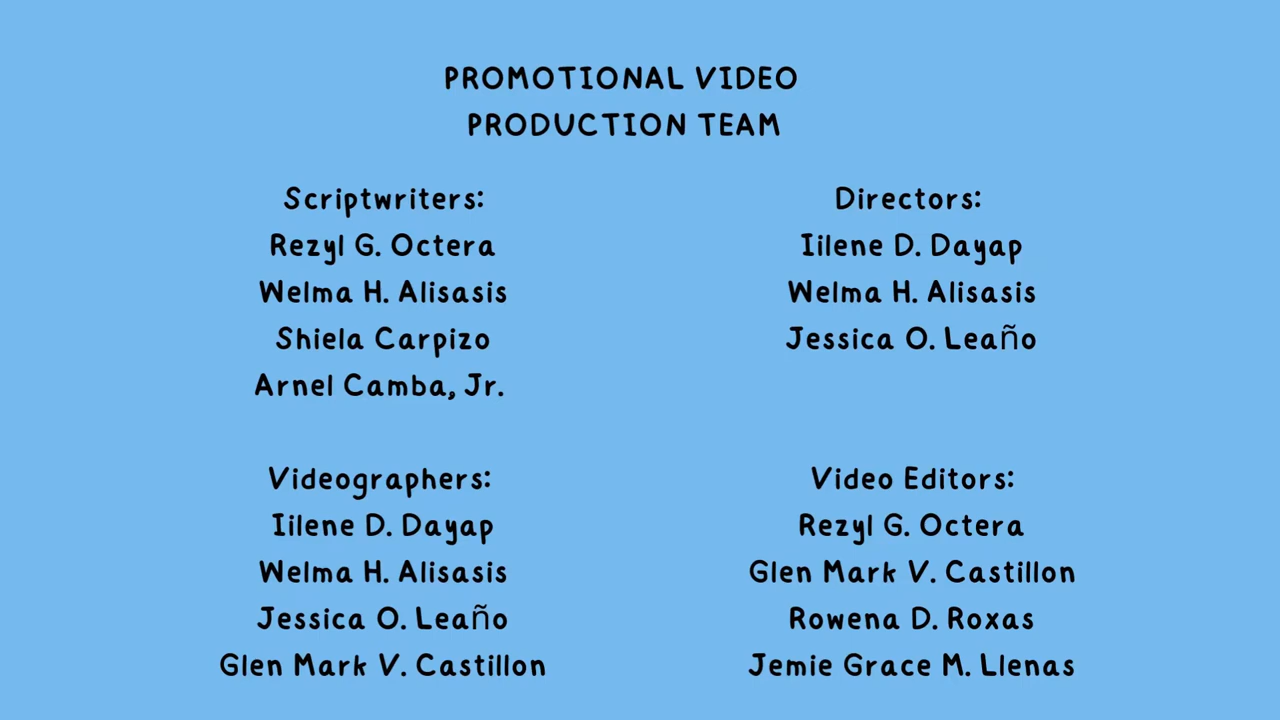 PROMOTIONAL VIDEO
PRODUCTION TEAM
Scriptwriters:
Rezyl G. Octera
Welma H. Alisasis
Shiela Carpizo
Arnel Camba, Jr.
Directors:
Iilene D. Dayap
Welma H. Alisasis
Jessica O. Leaño
Videographers:
Iilene D. Dayap
Welma H. Alisasis
Jessica O. Leaño
Glen Mark V. Castillon
Video Editors:
Rezyl G. Octera
Glen Mark V. Castillon
Rowena D. Roxas
Jemie Grace M. Llenas